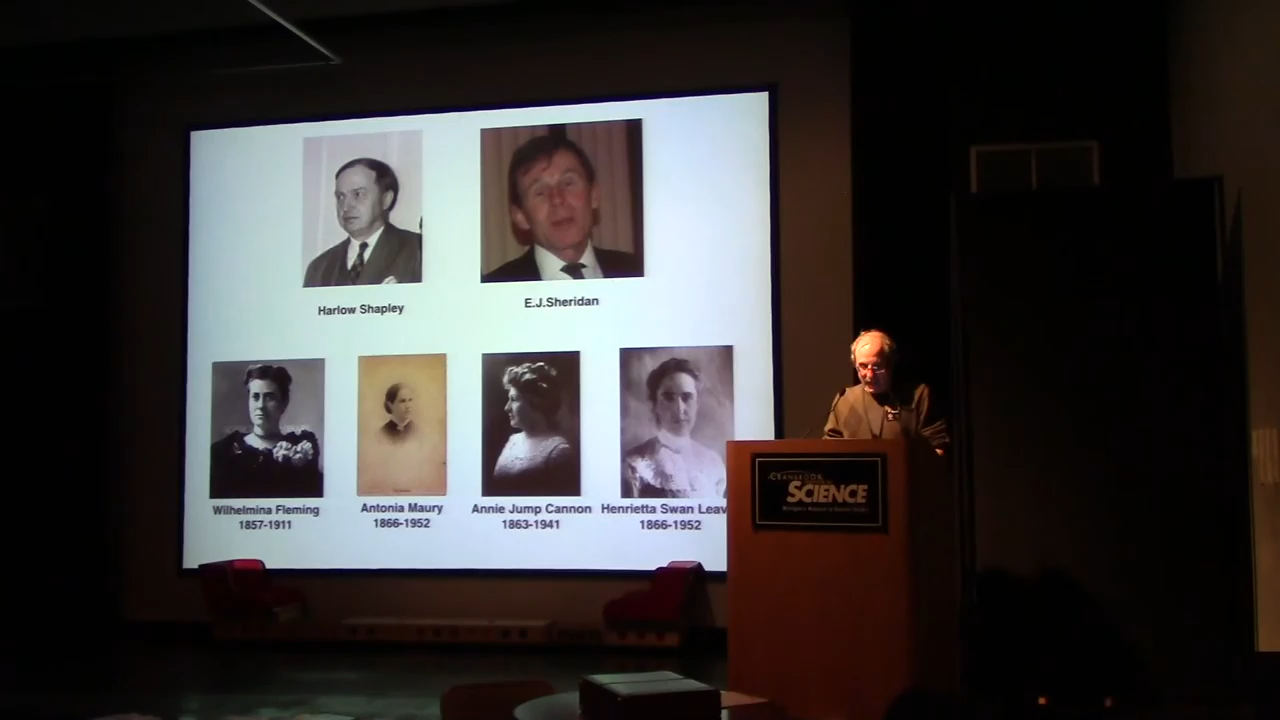 Harlow Shapley
E.J.Sheridan
Wilhelmina Fleming
1857-1911
Antonia Maury
1866-1952
Annie Jump Cannon
1863-1941
Henrietta Swan Leav
1866-1952
CRANBROOK
SCIENCE